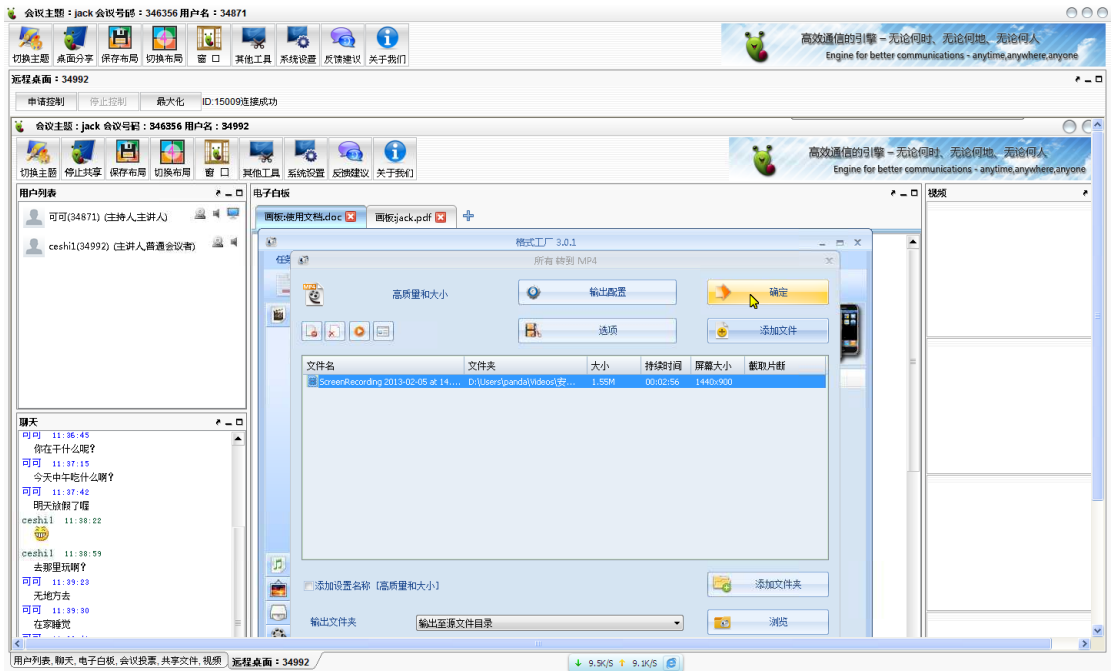 会议主题：jack 会议号码：346356 用户名：34871
切换主题 桌面分享 保存布局 切换布局 窗 口 其他工具 系统设置 反馈建议 关于我们
高效通信的引擎 – 无论何时、无论何地、无论何人
Engine for better communications - anytime,anywhere,anyone
远程桌面：34992
申请控制 停止控制 最大化 ID:15009连接成功
会议主题：jack 会议号码：346356 用户名：34992
切换主题 停止共享 保存布局 切换布局 窗 口 其他工具 系统设置 反馈建议 关于我们
高效通信的引擎 – 无论何时、无论何地、无论何人
Engine for better communications - anytime,anywhere,anyone
用户列表
可可(34871) (主持人,主讲人)
ceshi1(34992) (主讲人,普通会议者)
电子白板
画板:使用文档.doc 画板:jack.pdf
视频
格式工厂 3.0.1
任务
所有 转到 MP4
MP4
高质量和大小
输出配置
确定
选项
添加文件
文件名 文件夹 大小 持续时间 屏幕大小 截取片断
ScreenRecording 2013-02-05 at 14.... D:\Users\panda\Videos\安... 1.55M 00:02:56 1440x900
添加设置名称 [高质量和大小]
添加文件夹
输出文件夹 输出至源文件目录 浏览
聊天
可可 11:36:45
你在干什么呢?
可可 11:37:15
今天中午吃什么啊?
可可 11:37:42
明天放假了喔
ceshi1 11:38:22
ceshi1 11:38:59
去那里玩啊?
可可 11:39:23
无地方去
可可 11:39:30
在家睡觉
用户列表,聊天,电子白板,会议投票,共享文件,视频 远程桌面：34992
9.5K/S 9.1K/S